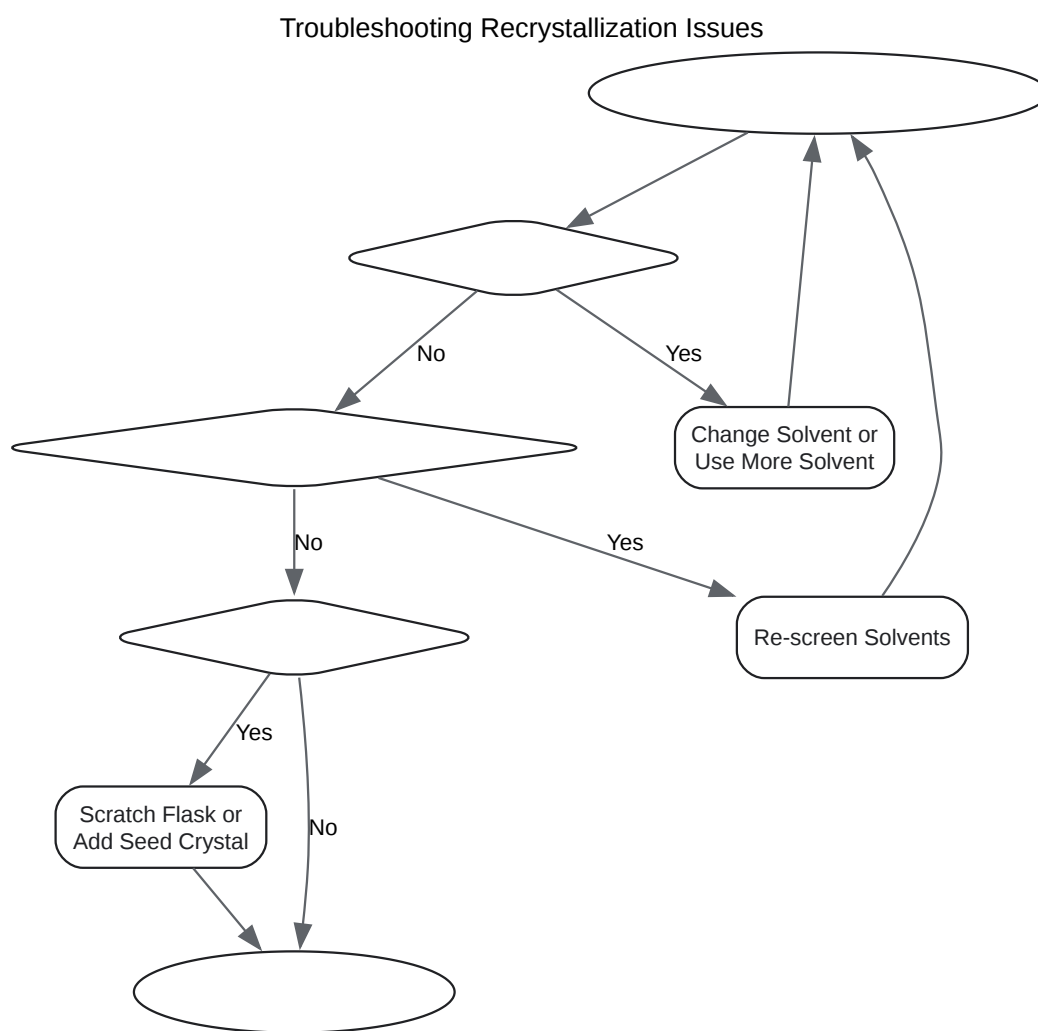 Troubleshooting Recrystallization Issues
No
Yes
Change Solvent or
Use More Solvent
No
Yes
Re-screen Solvents
Yes
Scratch Flask or
Add Seed Crystal
No